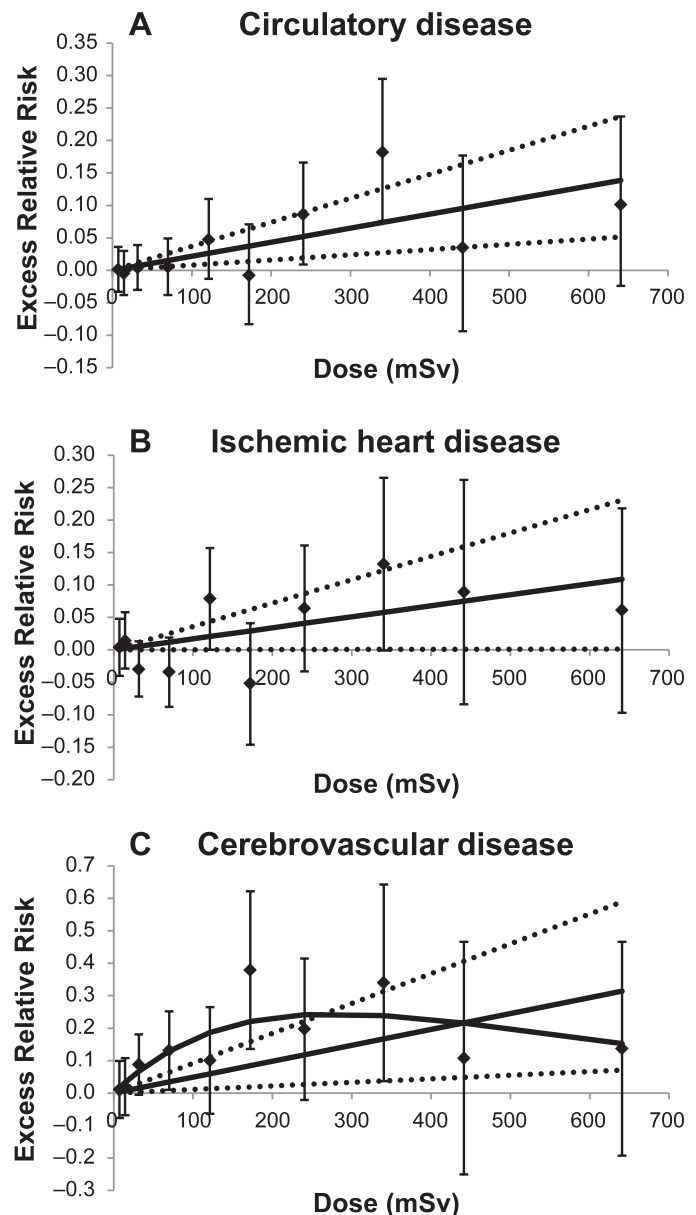 A Circulatory disease
Excess Relative Risk
0.35
0.30
0.25
0.20
0.15
0.10
0.05
0.00
–0.05
–0.10
–0.15
0 100 200 300 400 500 600 700
Dose (mSv)
B Ischemic heart disease
Excess Relative Risk
0.30
0.25
0.20
0.15
0.10
0.05
0.00
–0.05
–0.10
–0.15
–0.20
0 100 200 300 400 500 600 700
Dose (mSv)
C Cerebrovascular disease
Excess Relative Risk
0.7
0.6
0.5
0.4
0.3
0.2
0.1
0.0
–0.1
–0.2
–0.3
0 100 200 300 400 500 600 700
Dose (mSv)